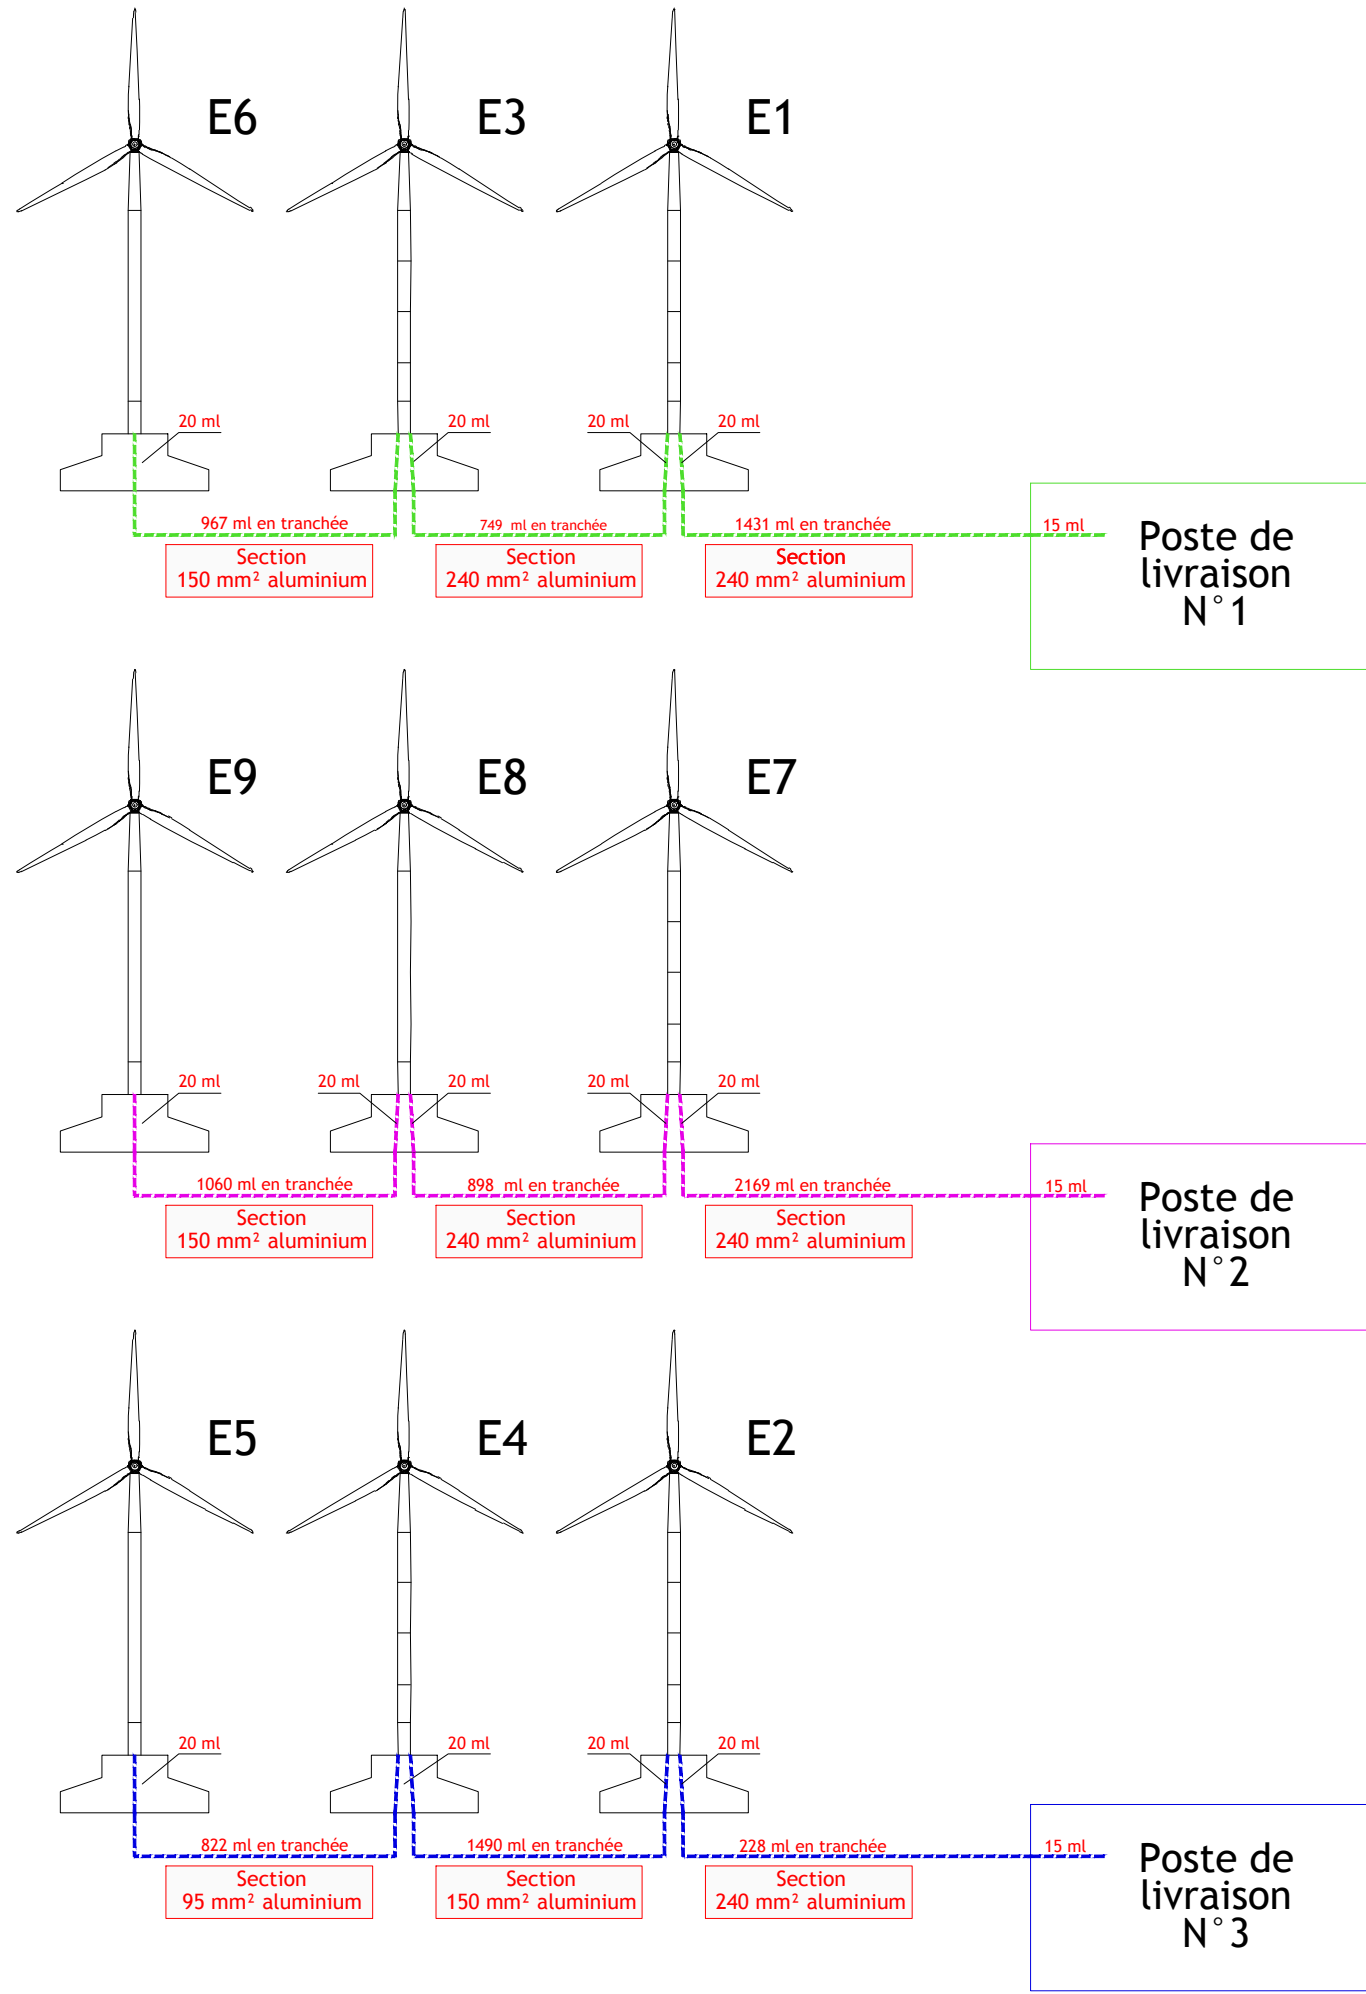 E6
E3
E1
20 ml
20 ml
20 ml
20 ml
967 ml en tranchée
749 ml en tranchée
1431 ml en tranchée
15 ml
Section
150 mm² aluminium
Section
240 mm² aluminium
Section
240 mm² aluminium
Poste de
livraison
N°1
E9
E8
E7
20 ml
20 ml
20 ml
20 ml
20 ml
1060 ml en tranchée
898 ml en tranchée
2169 ml en tranchée
15 ml
Section
150 mm² aluminium
Section
240 mm² aluminium
Section
240 mm² aluminium
Poste de
livraison
N°2
E5
E4
E2
20 ml
20 ml
20 ml
20 ml
822 ml en tranchée
1490 ml en tranchée
228 ml en tranchée
15 ml
Section
95 mm² aluminium
Section
150 mm² aluminium
Section
240 mm² aluminium
Poste de
livraison
N°3